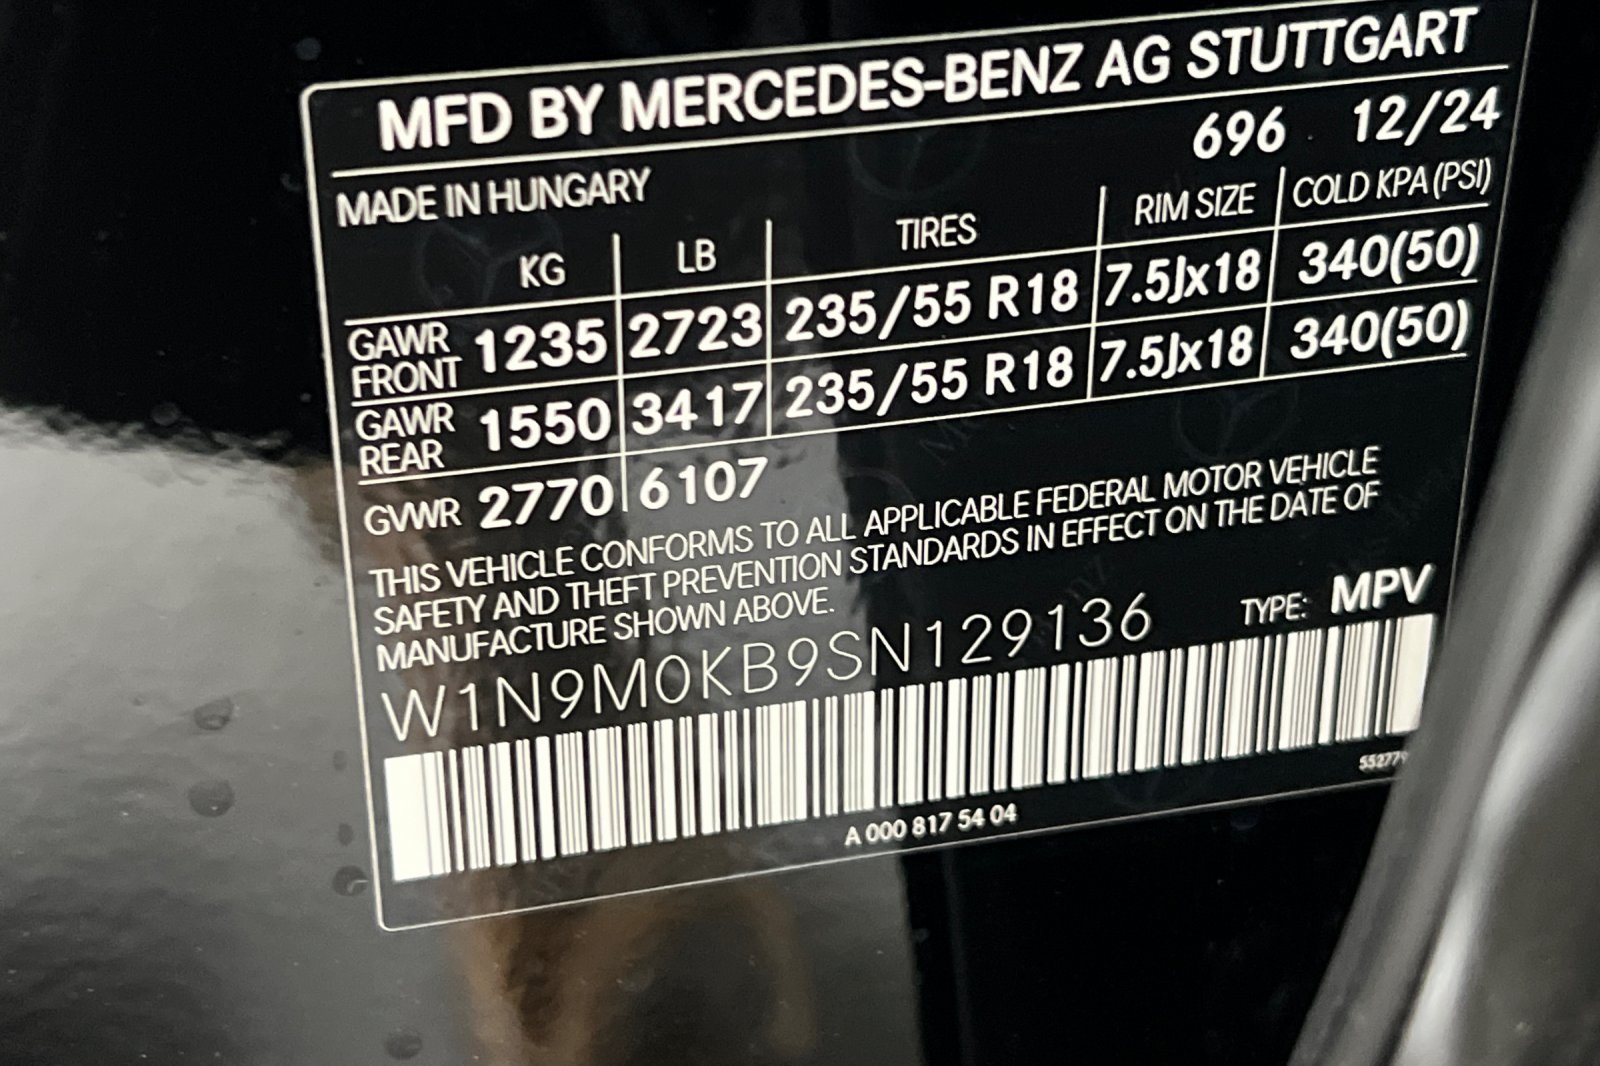 MFD BY MERCEDES-BENZ AG STUTTGART
696 12/24
MADE IN HUNGARY
KG LB TIRES RIM SIZE COLD KPA (PSI)
GAWR FRONT 1235 2723 235/55 R18 7.5Jx18 340(50)
GAWR REAR 1550 3417 235/55 R18 7.5Jx18 340(50)
GVWR 2770 6107
THIS VEHICLE CONFORMS TO ALL APPLICABLE FEDERAL MOTOR VEHICLE
SAFETY AND THEFT PREVENTION STANDARDS IN EFFECT ON THE DATE OF
MANUFACTURE SHOWN ABOVE.
W1N9M0KB9SN129136 TYPE: MPV
A 000 817 54 04